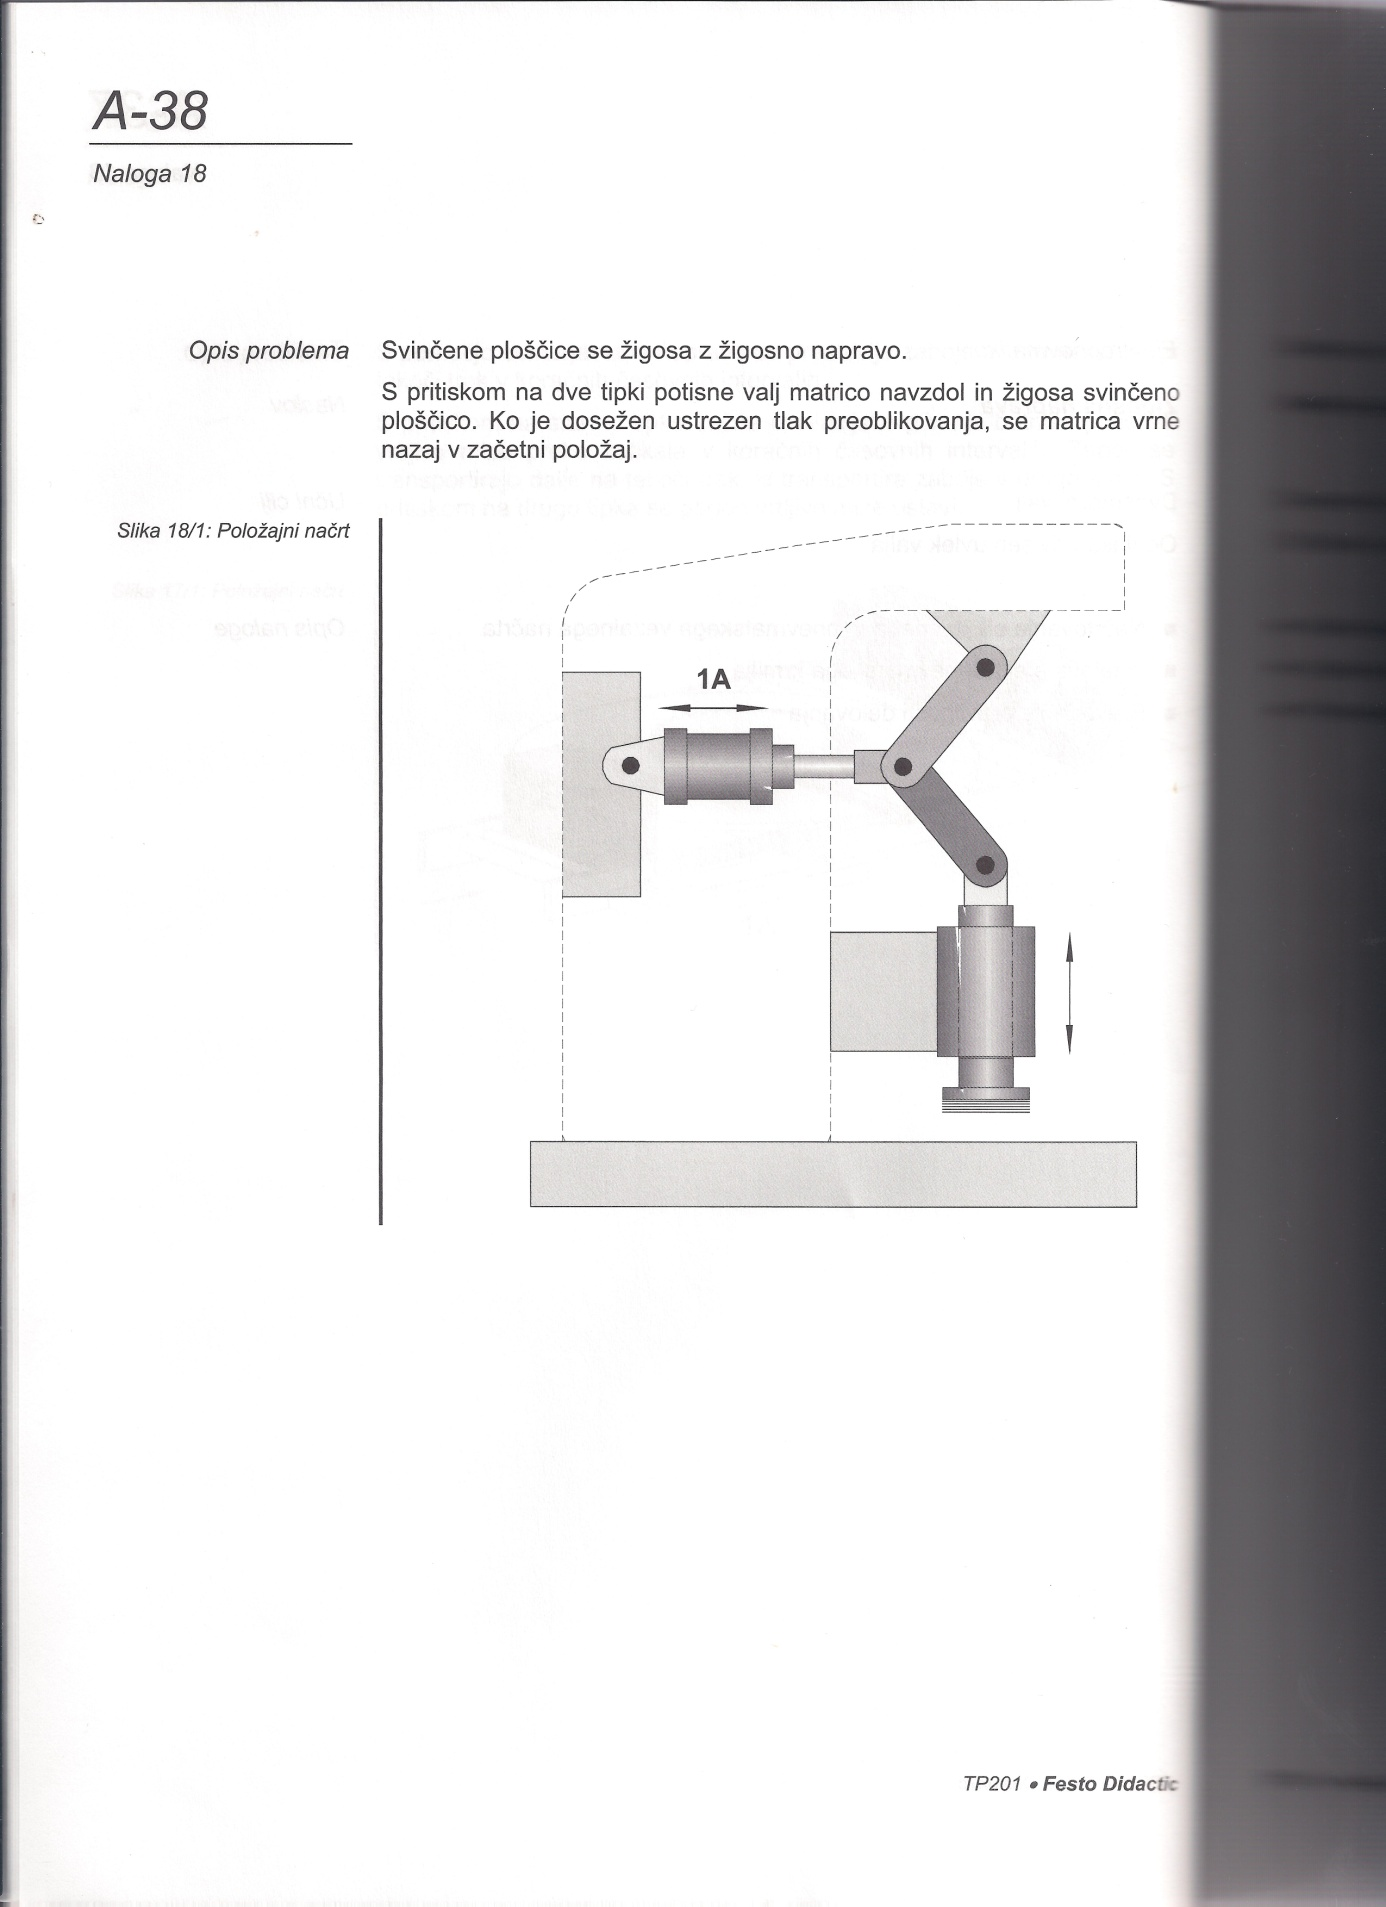 A-38
Naloga 18
Opis problema
Svinčene ploščice se žigosa z žigosno napravo.
S pritiskom na dve tipki potisne valj matrico navzdol in žigosa svinčeno
ploščico. Ko je dosežen ustrezen tlak preoblikovanja, se matrica vrne
nazaj v začetni položaj.
Slika 18/1: Položajni načrt
1A
TP201 • Festo Didactic